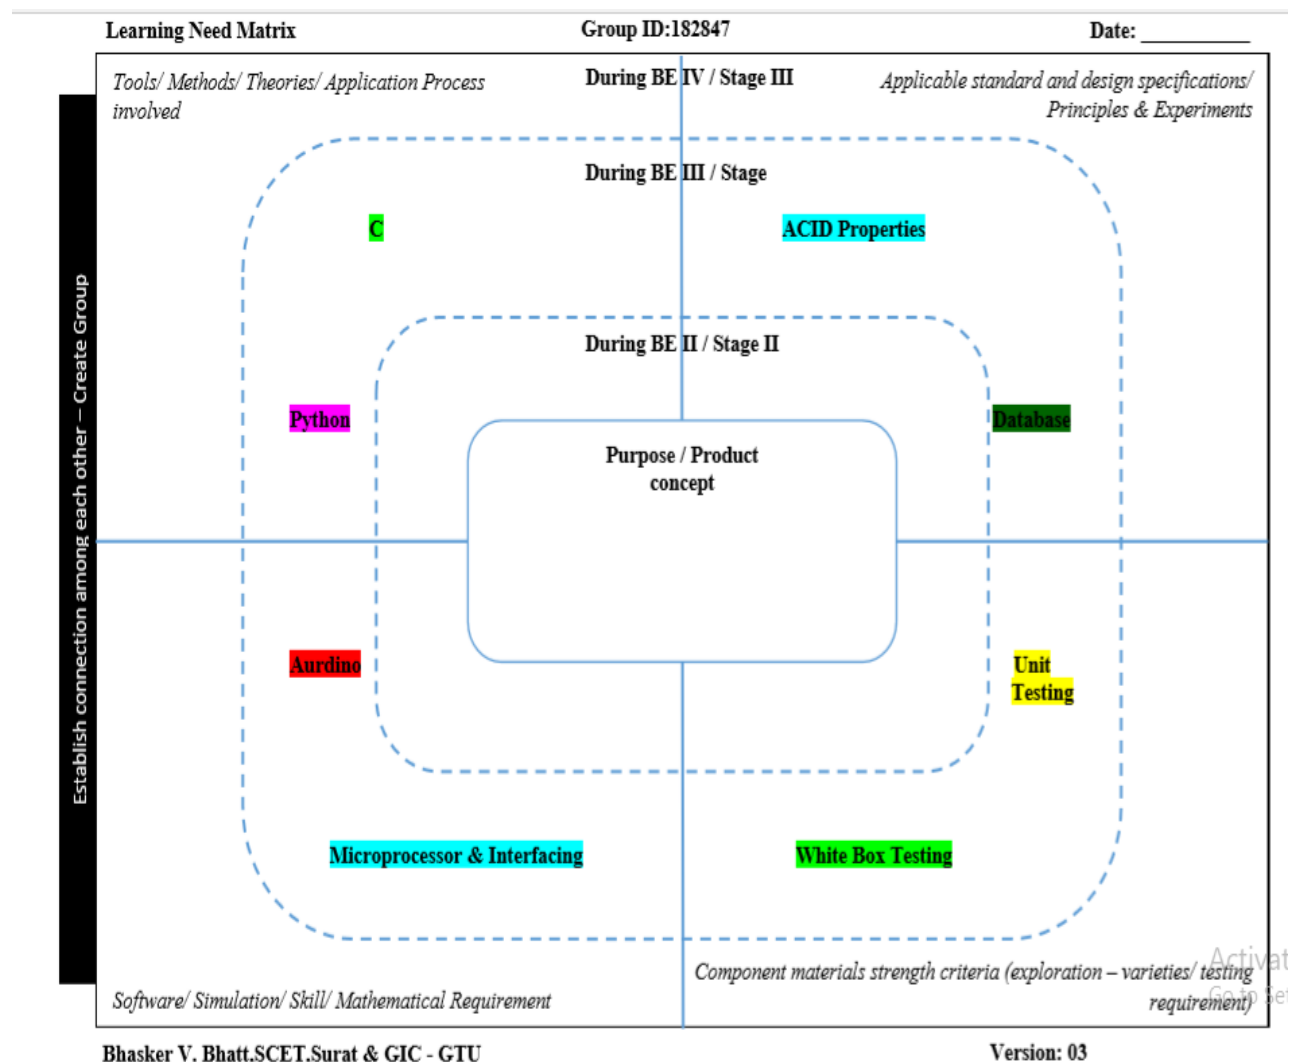 Learning Need Matrix
Group ID:182847
Date: __________
Tools/ Methods/ Theories/ Application Process
involved
During BE IV / Stage III
Applicable standard and design specifications/
Principles & Experiments
During BE III / Stage
C
ACID Properties
During BE II / Stage II
Python
Database
Purpose / Product
concept
Establish connection among each other – Create Group
Aurdino
Unit
Testing
Microprocessor & Interfacing
White Box Testing
Component materials strength criteria (exploration – varieties/ testing
requirement)
Software/ Simulation/ Skill/ Mathematical Requirement
Activat
Go to Set
Bhasker V. Bhatt,SCET,Surat & GIC - GTU
Version: 03